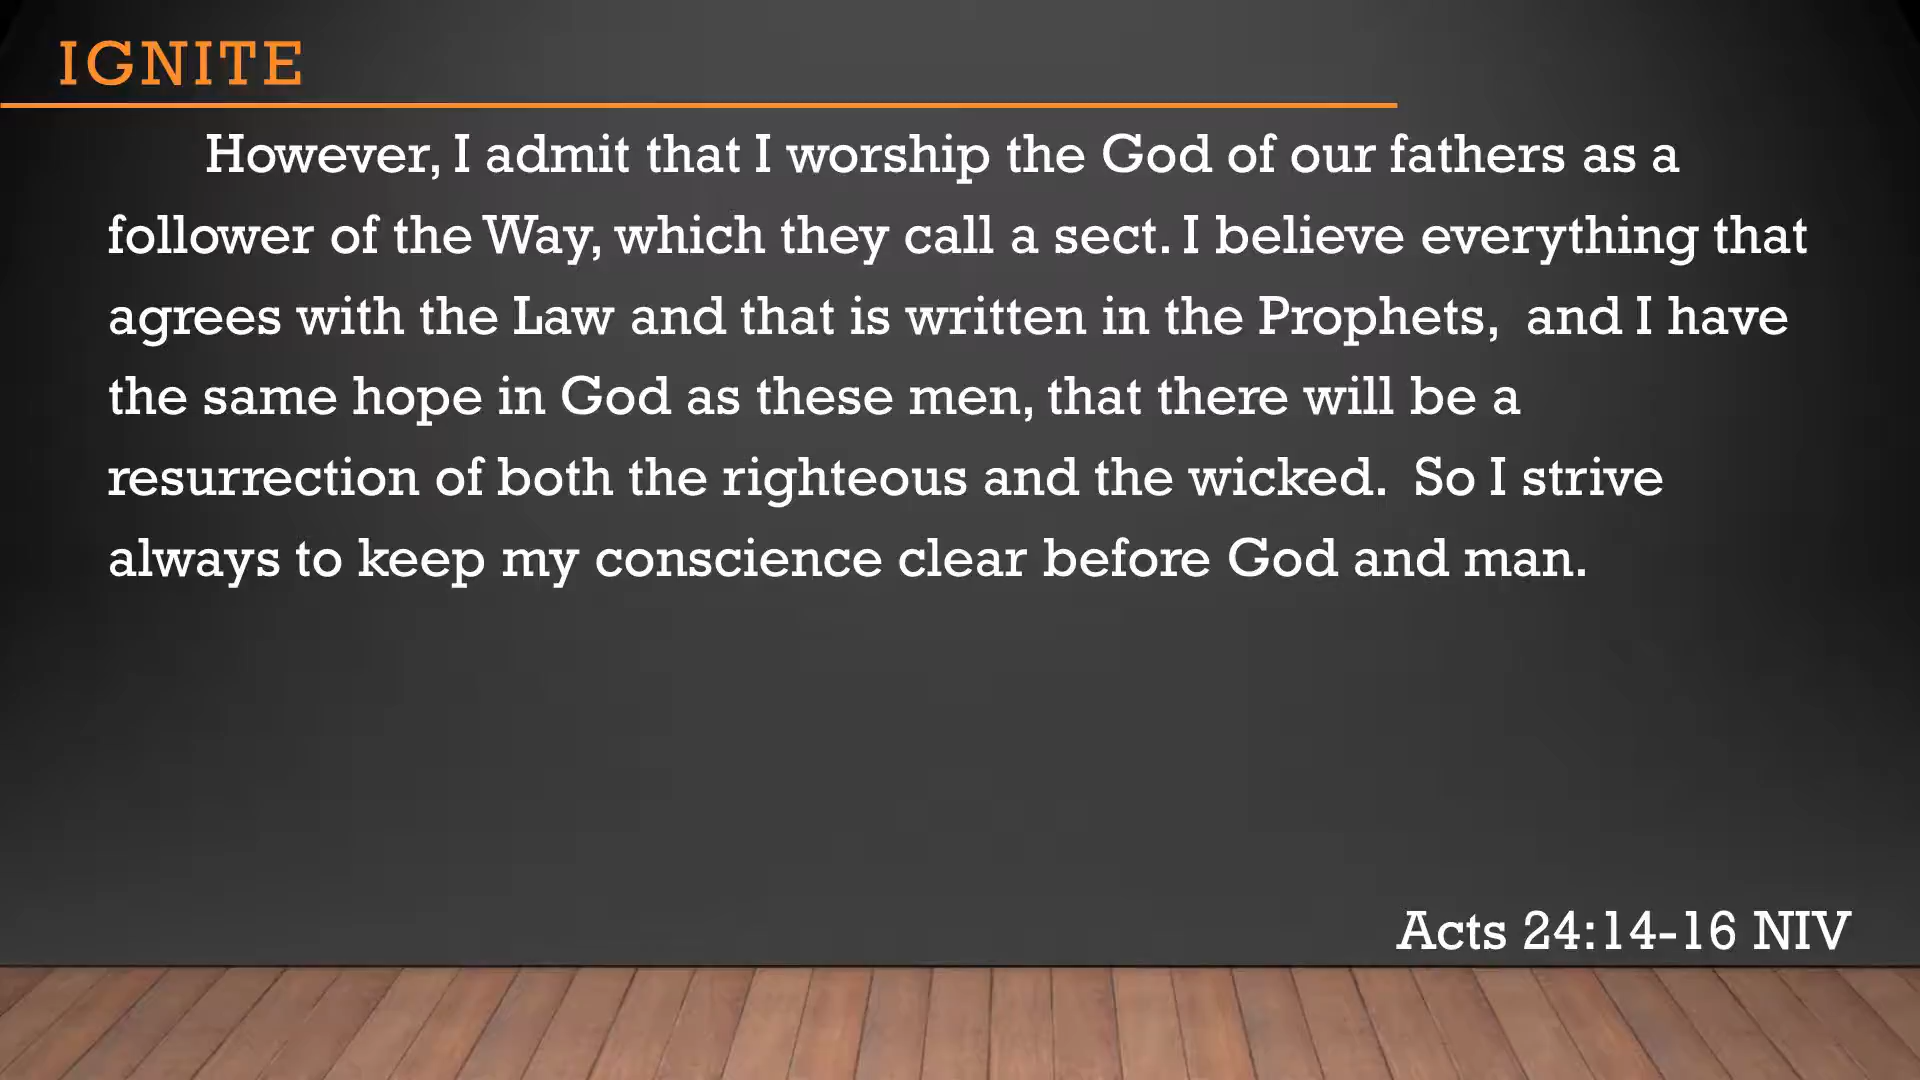 IGNITE
However, I admit that I worship the God of our fathers as a
follower of the Way, which they call a sect. I believe everything that
agrees with the Law and that is written in the Prophets,  and I have
the same hope in God as these men, that there will be a
resurrection of both the righteous and the wicked.  So I strive
always to keep my conscience clear before God and man.
Acts 24:14-16 NIV